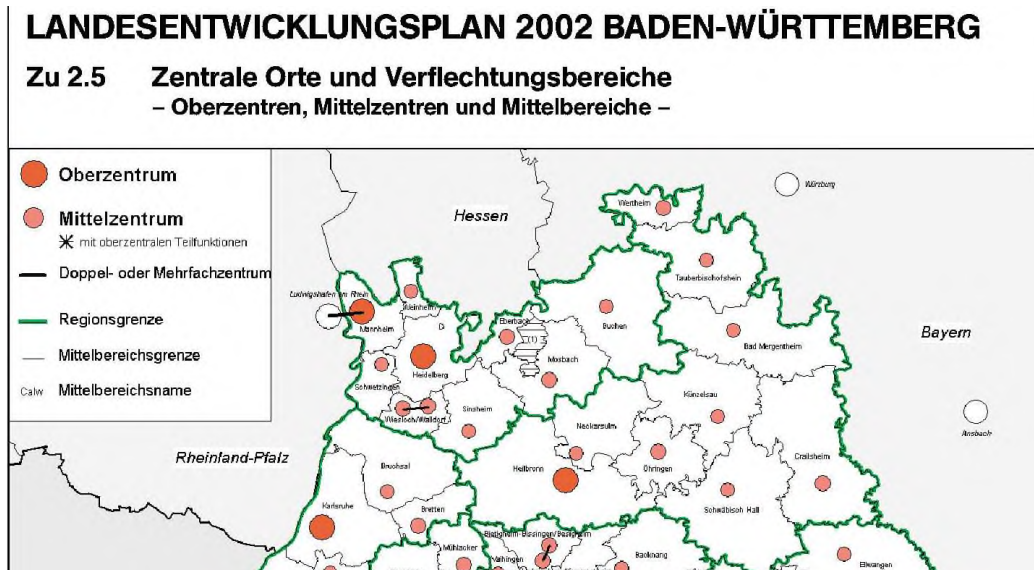 LANDESENTWICKLUNGSPLAN 2002 BADEN-WÜRTTEMBERG
Zu 2.5 Zentrale Orte und Verflechtungsbereiche
– Oberzentren, Mittelzentren und Mittelbereiche –
Oberzentrum
Mittelzentrum
mit oberzentralen Teilfunktionen
Doppel- oder Mehrfachzentrum
Regionsgrenze
Mittelbereichsgrenze
Calw Mittelbereichsname
Würzburg
Wertheim
Hessen
Tauberbischofsheim
Ludwigshafen am Rhein
Weinheim
Mannheim
Eberbach
(1)
Buchen
Bad Mergentheim
Bayern
Mosbach
Heidelberg
Schwetzingen
Wiesloch/Walldorf
Sinsheim
Künzelsau
Neckarsulm
Ansbach
Rheinland-Pfalz
Bruchsal
Heilbronn
Öhringen
Crailsheim
Karlsruhe
Bretten
Schwäbisch Hall
Bietigheim-Bissingen/Besigheim
Mühlacker
Vaihingen
Backnang
Ellwangen